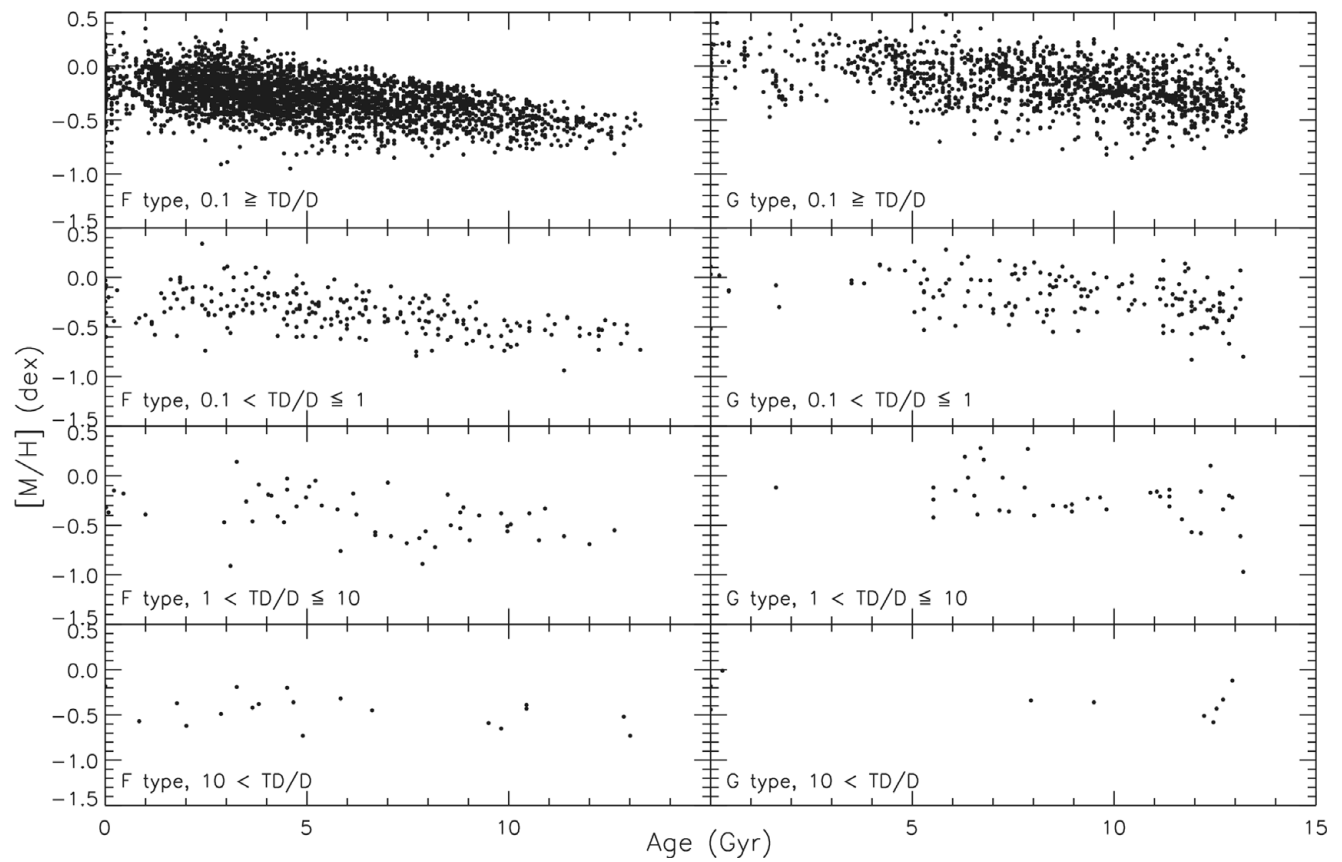 [M/H] (dex)
0.5
0.0
−0.5
−1.0
−1.5
F type, 0.1 ≧ TD/D
G type, 0.1 ≧ TD/D
0.5
0.0
−0.5
−1.0
−1.5
F type, 0.1 < TD/D ≦ 1
G type, 0.1 < TD/D ≦ 1
0.5
0.0
−0.5
−1.0
−1.5
F type, 1 < TD/D ≦ 10
G type, 1 < TD/D ≦ 10
0.0
−0.5
−1.0
−1.5
F type, 10 < TD/D
G type, 10 < TD/D
0 5 10 5 10 15
Age (Gyr)